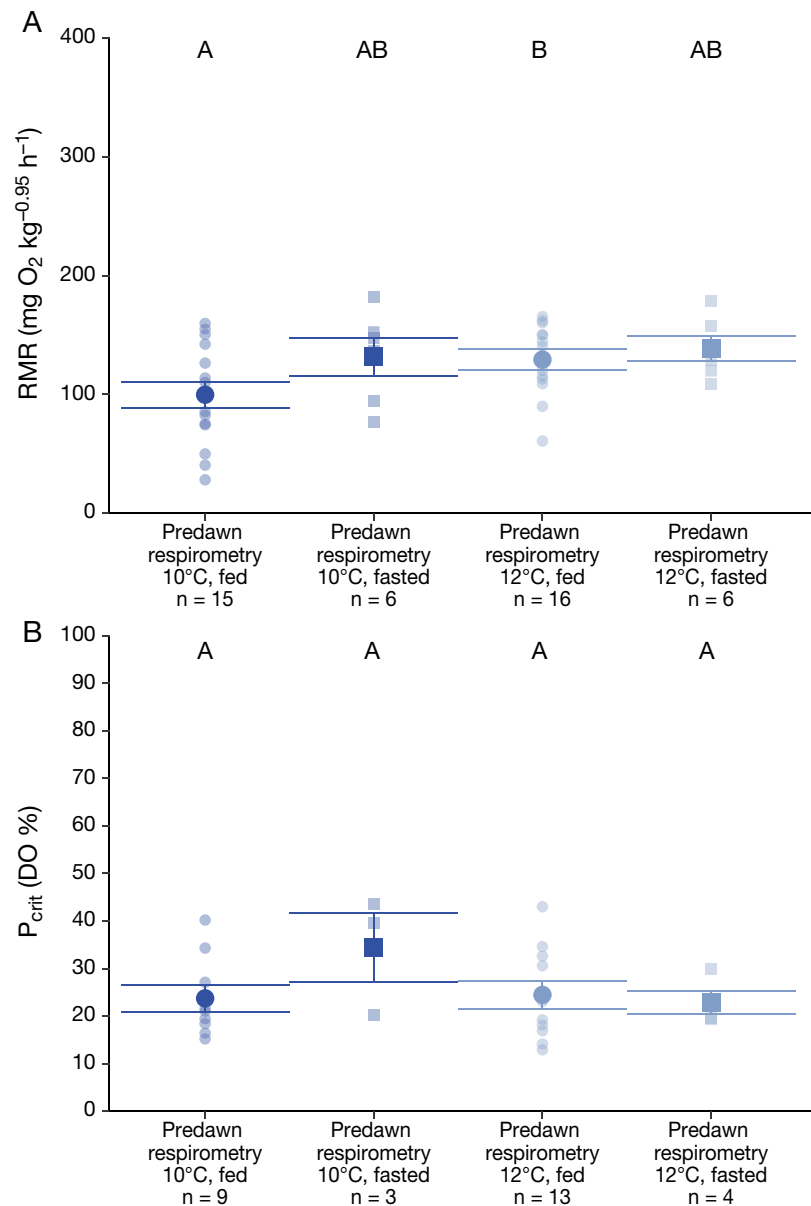 A
400
300
200
100
0
RMR (mg O₂ kg⁻⁰·⁹⁵ h⁻¹)
A
AB
B
AB
Predawn
respirometry
10°C, fed
n = 15
Predawn
respirometry
10°C, fasted
n = 6
Predawn
respirometry
12°C, fed
n = 16
Predawn
respirometry
12°C, fasted
n = 6
B
100
90
80
70
60
50
40
30
20
10
0
P_crit (DO %)
A
A
A
A
Predawn
respirometry
10°C, fed
n = 9
Predawn
respirometry
10°C, fasted
n = 3
Predawn
respirometry
12°C, fed
n = 13
Predawn
respirometry
12°C, fasted
n = 4